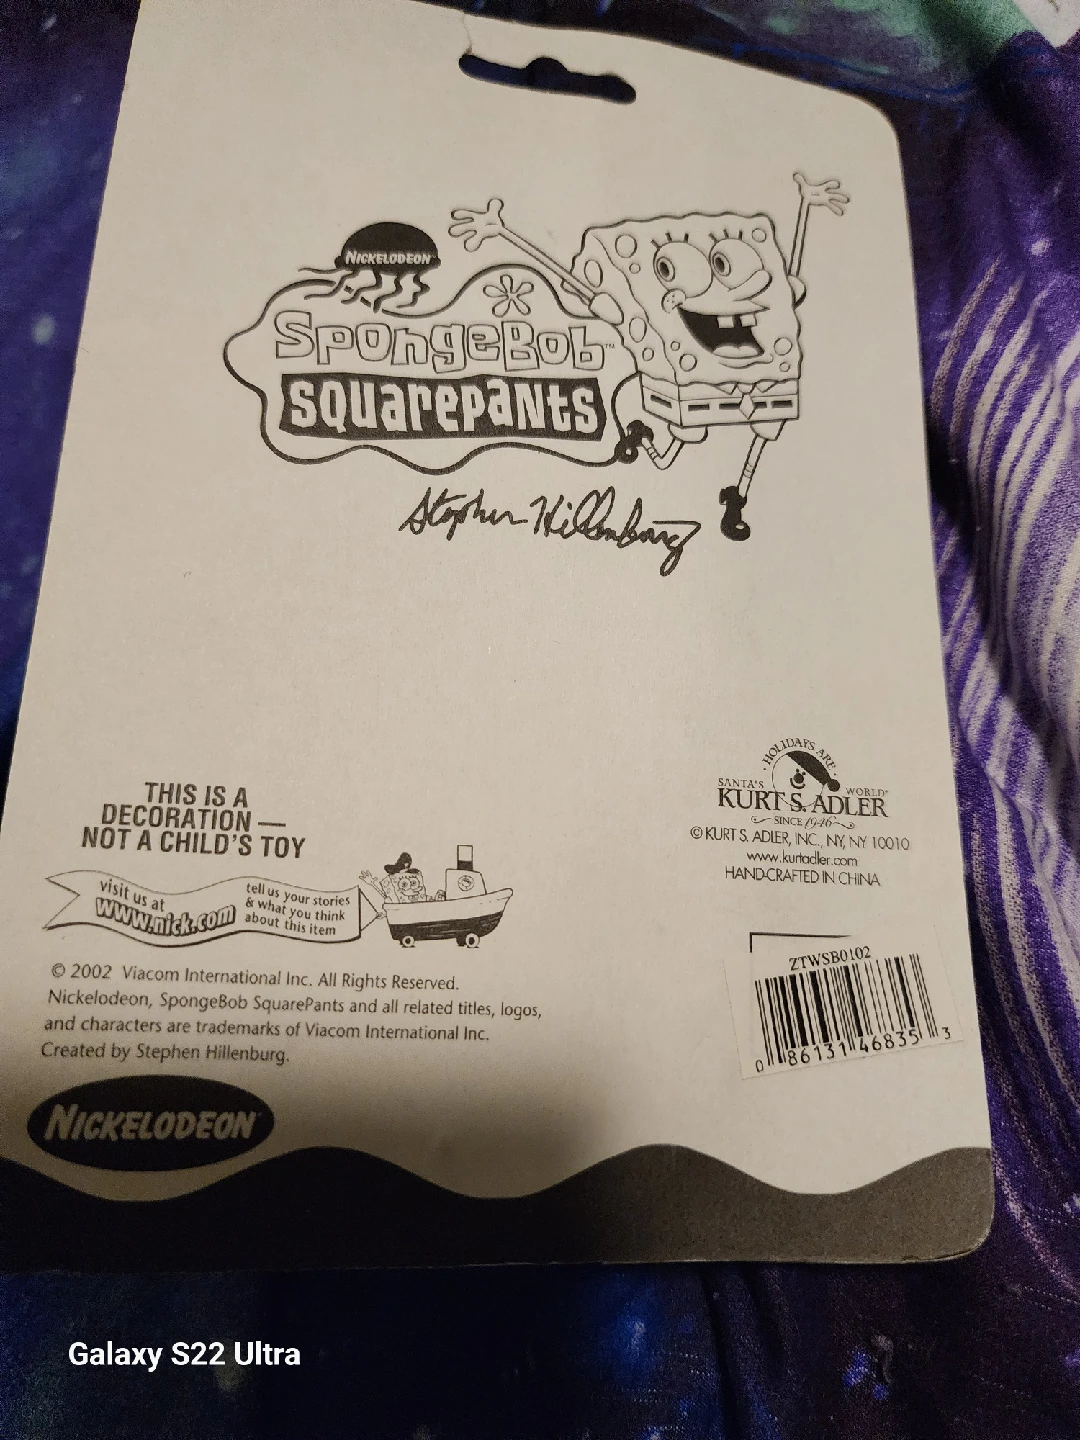 NICKELODEON
SPONGEBOB™
SQUAREPANTS
Stephen Hillenburg
THIS IS A
DECORATION —
NOT A CHILD'S TOY
visit us at
www.nick.com
tell us your stories
& what you think
about this item
© 2002 Viacom International Inc. All Rights Reserved.
Nickelodeon, SpongeBob SquarePants and all related titles, logos,
and characters are trademarks of Viacom International Inc.
Created by Stephen Hillenburg.
NICKELODEON
·HOLIDAYS ARE·
SANTA'S WORLD®
KURT S. ADLER
SINCE 1946
© KURT S. ADLER, INC., NY, NY 10010
www.kurtadler.com
HAND-CRAFTED IN CHINA
ZTWSB0102
0 86131 46835 3
Galaxy S22 Ultra